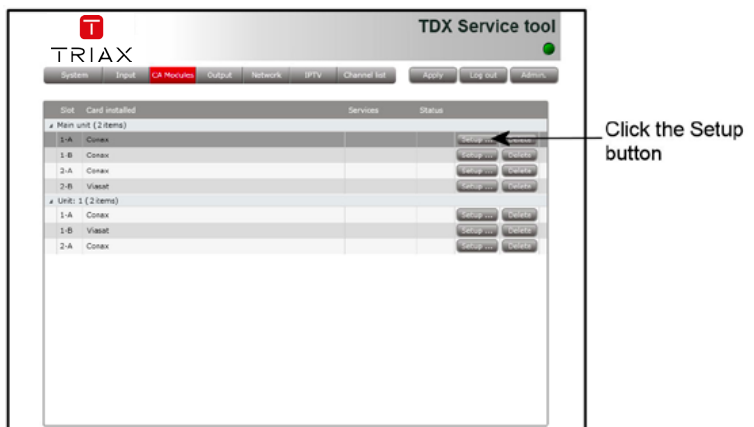 TDX Service tool
T
TRIAX
System Input CA Modules Output Network IPTV Channel list Apply Log out Admin.
Slot Card installed Services Status
Main unit (2 items)
1-A Conax Setup ... Delete
1-B Conax Setup ... Delete
2-A Conax Setup ... Delete
2-B Viasat Setup ... Delete
Unit: 1 (2 items)
1-A Conax Setup ... Delete
1-B Viasat Setup ... Delete
2-A Conax Setup ... Delete
Click the Setup
button